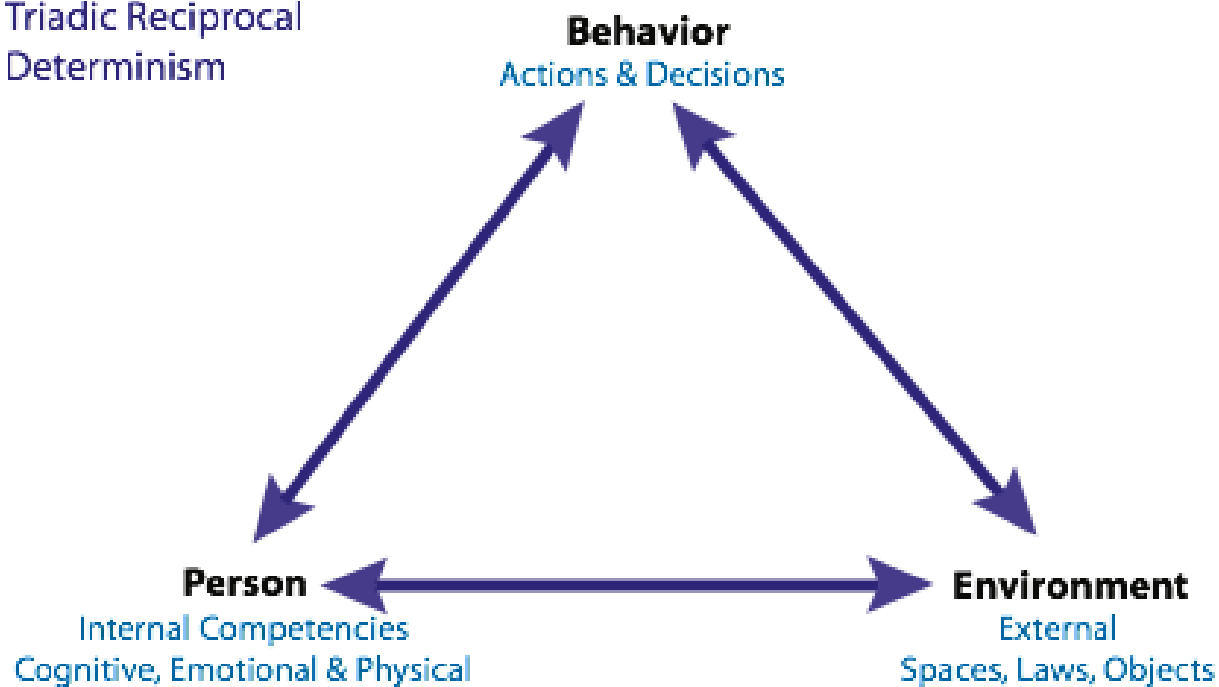 Triadic Reciprocal
Determinism
Behavior
Actions & Decisions
Person
Internal Competencies
Cognitive, Emotional & Physical
Environment
External
Spaces, Laws, Objects